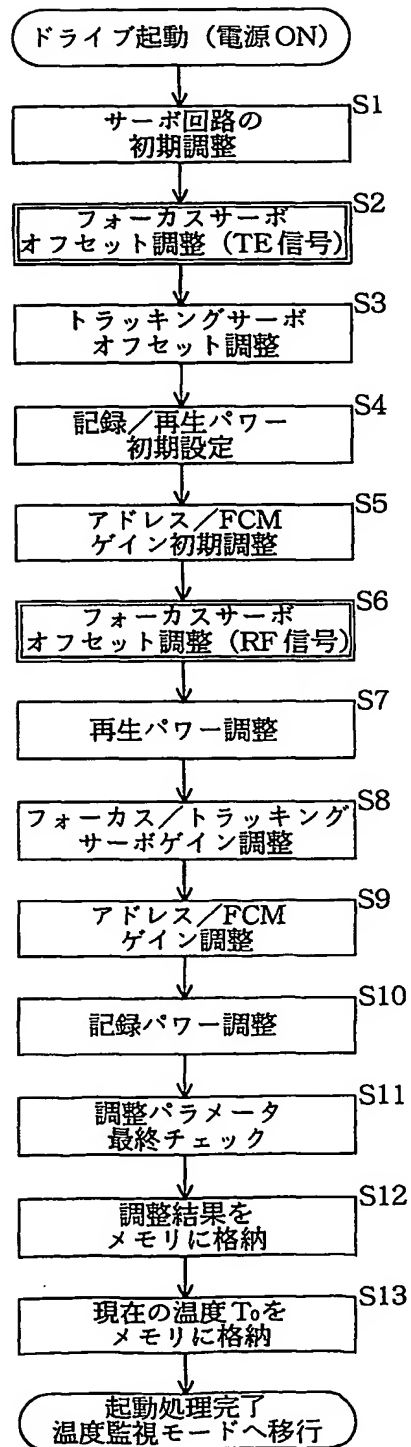 ドライブ起動(電源ON)
S1
サーボ回路の
初期調整
S2
フォーカスサーボ
オフセット調整(TE信号)
S3
トラッキングサーボ
オフセット調整
S4
記録/再生パワー
初期設定
S5
アドレス/FCM
ゲイン初期調整
S6
フォーカスサーボ
オフセット調整(RF信号)
S7
再生パワー調整
S8
フォーカス/トラッキング
サーボゲイン調整
S9
アドレス/FCM
ゲイン調整
S10
記録パワー調整
S11
調整パラメータ
最終チェック
S12
調整結果を
メモリに格納
S13
現在の温度T₀を
メモリに格納
起動処理完了
温度監視モードへ移行